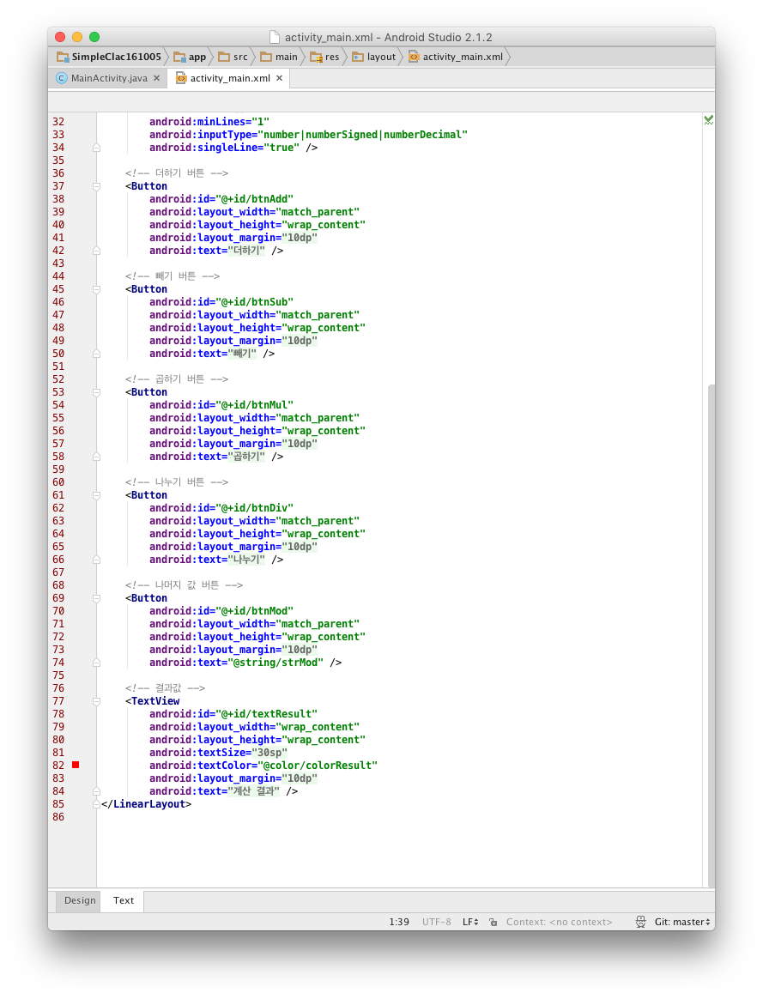 activity_main.xml - Android Studio 2.1.2
SimpleClac161005 app src main res layout activity_main.xml
MainActivity.java activity_main.xml
32 android:minLines="1"
33 android:inputType="number|numberSigned|numberDecimal"
34 android:singleLine="true" />
35
36 <!-- 더하기 버튼 -->
37 <Button
38 android:id="@+id/btnAdd"
39 android:layout_width="match_parent"
40 android:layout_height="wrap_content"
41 android:layout_margin="10dp"
42 android:text="더하기" />
43
44 <!-- 빼기 버튼 -->
45 <Button
46 android:id="@+id/btnSub"
47 android:layout_width="match_parent"
48 android:layout_height="wrap_content"
49 android:layout_margin="10dp"
50 android:text="빼기" />
51
52 <!-- 곱하기 버튼 -->
53 <Button
54 android:id="@+id/btnMul"
55 android:layout_width="match_parent"
56 android:layout_height="wrap_content"
57 android:layout_margin="10dp"
58 android:text="곱하기" />
59
60 <!-- 나누기 버튼 -->
61 <Button
62 android:id="@+id/btnDiv"
63 android:layout_width="match_parent"
64 android:layout_height="wrap_content"
65 android:layout_margin="10dp"
66 android:text="나누기" />
67
68 <!-- 나머지 값 버튼 -->
69 <Button
70 android:id="@+id/btnMod"
71 android:layout_width="match_parent"
72 android:layout_height="wrap_content"
73 android:layout_margin="10dp"
74 android:text="@string/strMod" />
75
76 <!-- 결과값 -->
77 <TextView
78 android:id="@+id/textResult"
79 android:layout_width="wrap_content"
80 android:layout_height="wrap_content"
81 android:textSize="30sp"
82 android:textColor="@color/colorResult"
83 android:layout_margin="10dp"
84 android:text="계산 결과" />
85 </LinearLayout>
86
Design Text
1:39 UTF-8 LF Context: <no context> Git: master